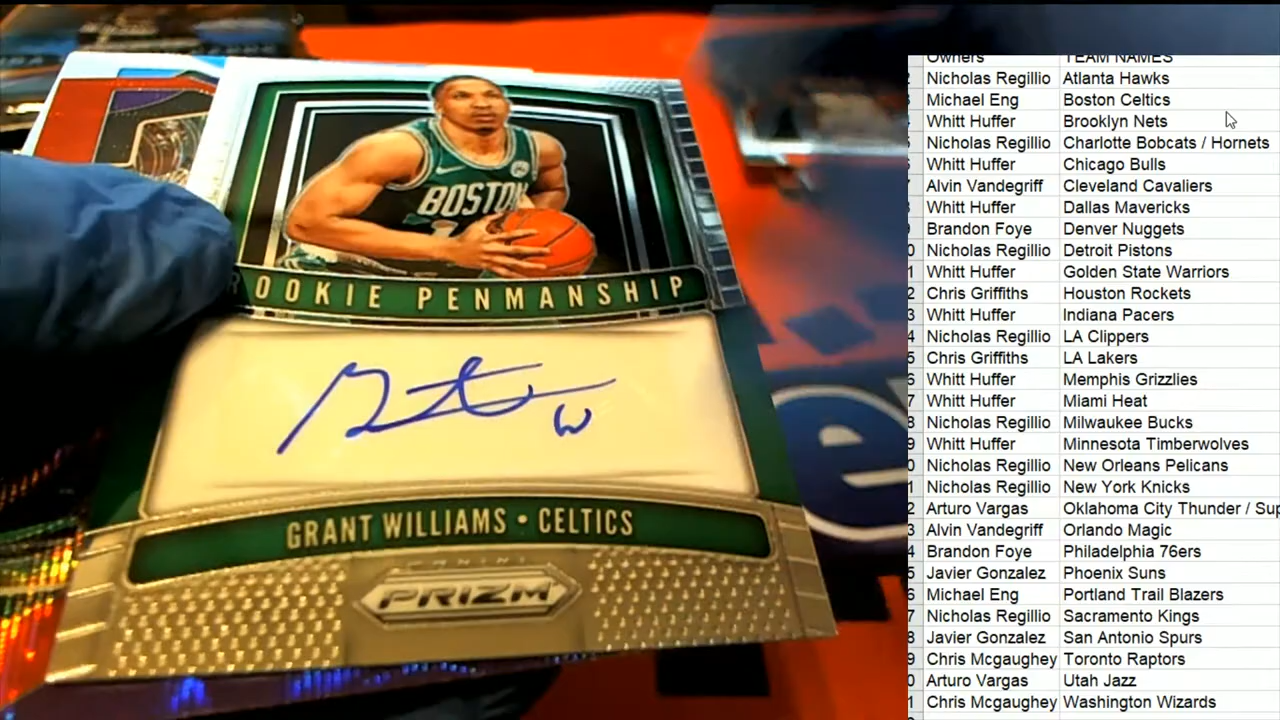 BOSTON
ROOKIE PENMANSHIP
GRANT WILLIAMS • CELTICS
PANINI
PRIZM
e
Owners TEAM NAMES
Nicholas Regillio Atlanta Hawks
Michael Eng Boston Celtics
Whitt Huffer Brooklyn Nets
Nicholas Regillio Charlotte Bobcats / Hornets
Whitt Huffer Chicago Bulls
Alvin Vandegriff Cleveland Cavaliers
Whitt Huffer Dallas Mavericks
Brandon Foye Denver Nuggets
Nicholas Regillio Detroit Pistons
Whitt Huffer Golden State Warriors
Chris Griffiths Houston Rockets
Whitt Huffer Indiana Pacers
Nicholas Regillio LA Clippers
Chris Griffiths LA Lakers
Whitt Huffer Memphis Grizzlies
Whitt Huffer Miami Heat
Nicholas Regillio Milwaukee Bucks
Whitt Huffer Minnesota Timberwolves
Nicholas Regillio New Orleans Pelicans
Nicholas Regillio New York Knicks
Arturo Vargas Oklahoma City Thunder / Sup
Alvin Vandegriff Orlando Magic
Brandon Foye Philadelphia 76ers
Javier Gonzalez Phoenix Suns
Michael Eng Portland Trail Blazers
Nicholas Regillio Sacramento Kings
Javier Gonzalez San Antonio Spurs
Chris Mcgaughey Toronto Raptors
Arturo Vargas Utah Jazz
Chris Mcgaughey Washington Wizards